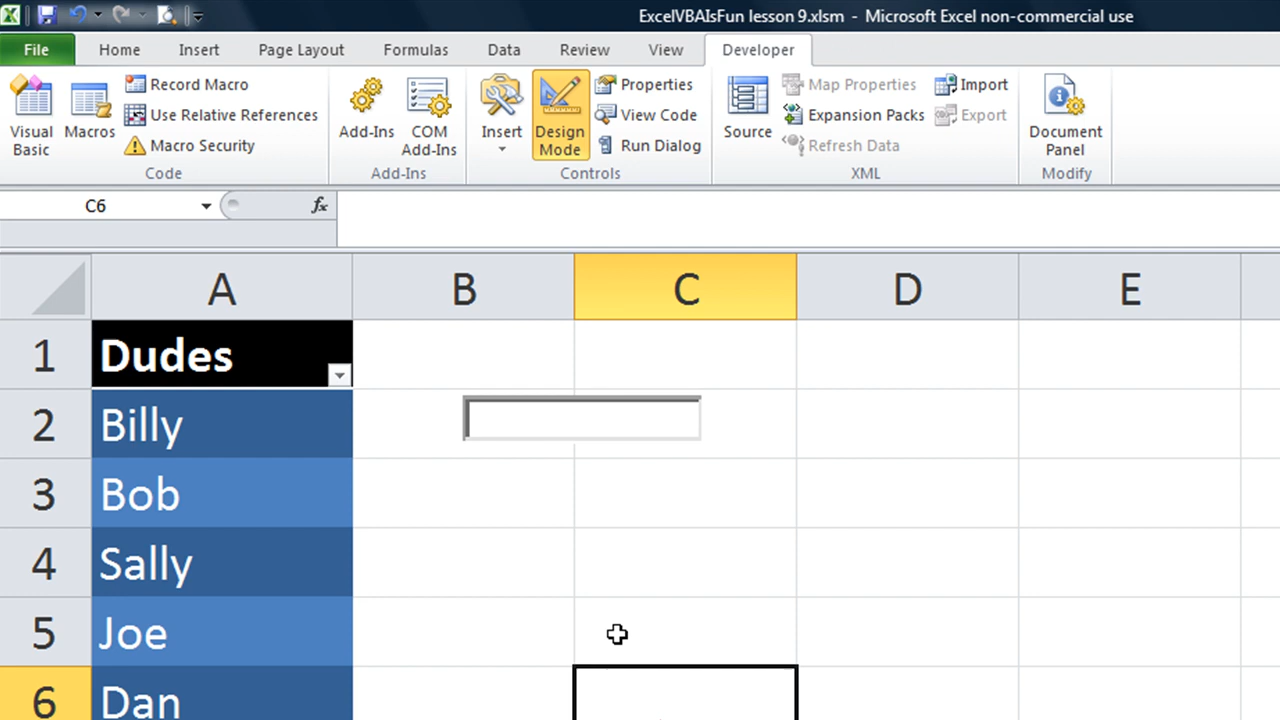 ExcelVBAIsFun lesson 9.xlsm - Microsoft Excel non-commercial use
File Home Insert Page Layout Formulas Data Review View Developer
Visual Basic
Macros
Record Macro
Use Relative References
Macro Security
Code
Add-Ins
COM Add-Ins
Add-Ins
Insert
Design Mode
Properties
View Code
Run Dialog
Controls
Source
Map Properties
Expansion Packs
Refresh Data
Import
Export
XML
Document Panel
Modify
C6 fx
A B C D E
1 Dudes
2 Billy
3 Bob
4 Sally
5 Joe
6 Dan